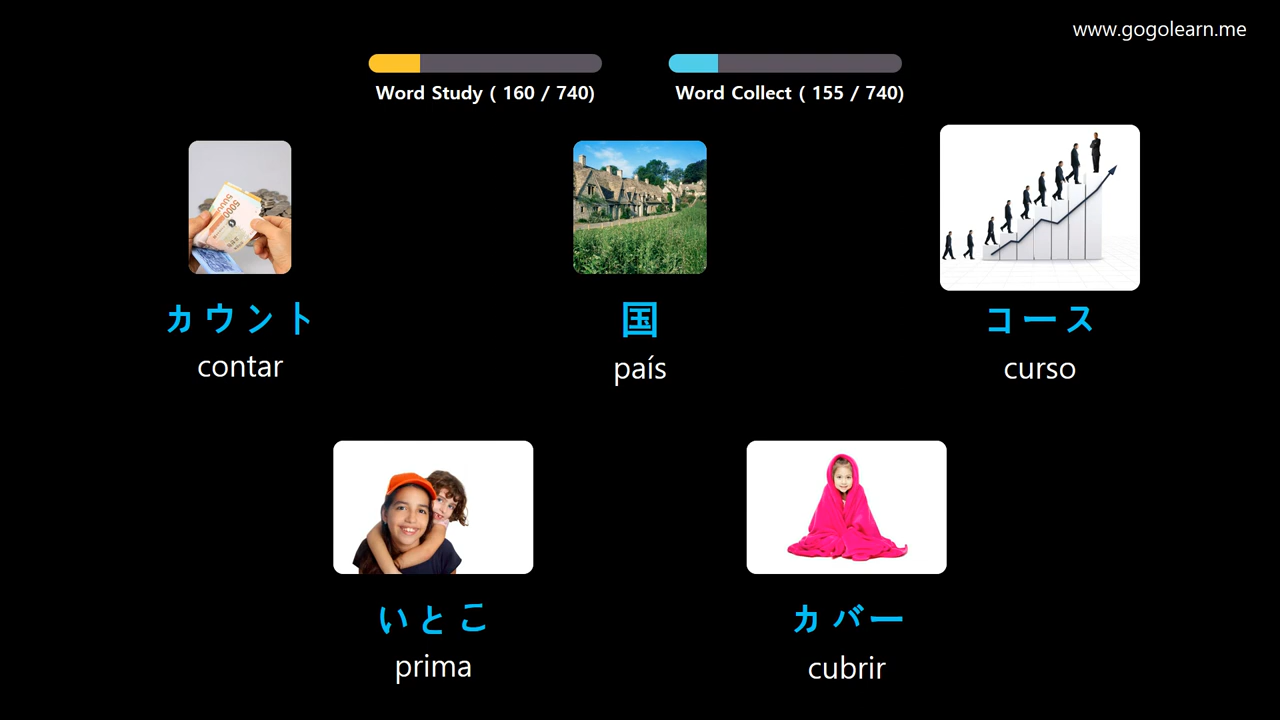 www.gogolearn.me
Word Study ( 160 / 740)
Word Collect ( 155 / 740)
カウント
contar
国
país
コース
curso
いとこ
prima
カバー
cubrir